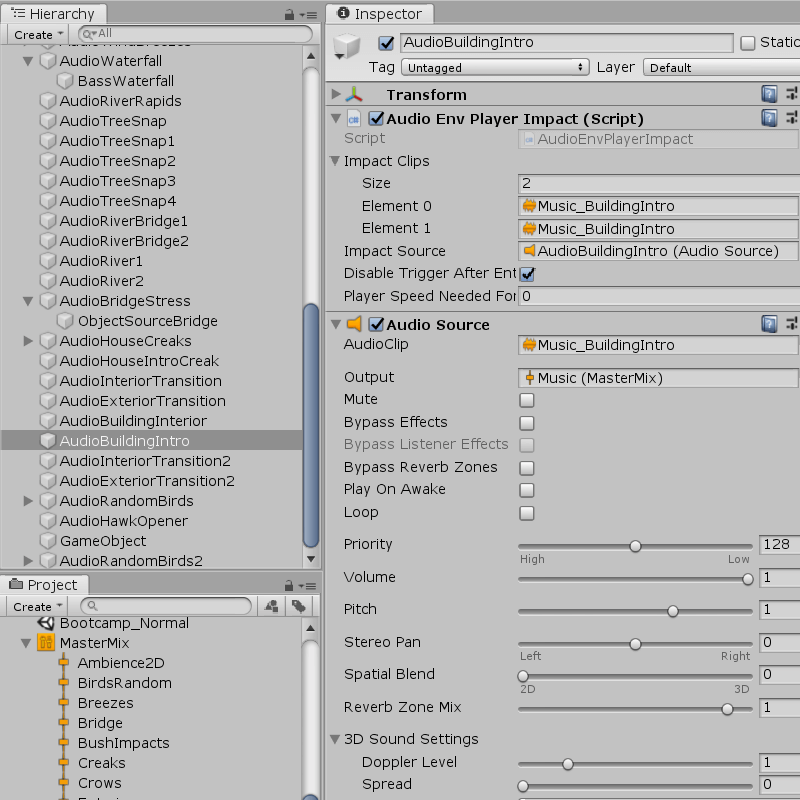 Hierarchy
Create
All
AudioWaterfall
BassWaterfall
AudioRiverRapids
AudioTreeSnap
AudioTreeSnap1
AudioTreeSnap2
AudioTreeSnap3
AudioTreeSnap4
AudioRiverBridge1
AudioRiverBridge2
AudioRiver1
AudioRiver2
AudioBridgeStress
ObjectSourceBridge
AudioHouseCreaks
AudioHouseIntroCreak
AudioInteriorTransition
AudioExteriorTransition
AudioBuildingInterior
AudioBuildingIntro
AudioInteriorTransition2
AudioExteriorTransition2
AudioRandomBirds
AudioHawkOpener
GameObject
AudioRandomBirds2
Project
Create
Bootcamp_Normal
MasterMix
Ambience2D
BirdsRandom
Breezes
Bridge
BushImpacts
Creaks
Crows
Inspector
AudioBuildingIntro Static
Tag Untagged Layer Default
Transform
Audio Env Player Impact (Script)
Script AudioEnvPlayerImpact
Impact Clips
Size 2
Element 0 Music_BuildingIntro
Element 1 Music_BuildingIntro
Impact Source AudioBuildingIntro (Audio Source)
Disable Trigger After Ent
Player Speed Needed For 0
Audio Source
AudioClip Music_BuildingIntro
Output Music (MasterMix)
Mute
Bypass Effects
Bypass Listener Effects
Bypass Reverb Zones
Play On Awake
Loop
Priority 128
High Low
Volume 1
Pitch 1
Stereo Pan 0
Left Right
Spatial Blend 0
2D 3D
Reverb Zone Mix 1
3D Sound Settings
Doppler Level 1
Spread 0